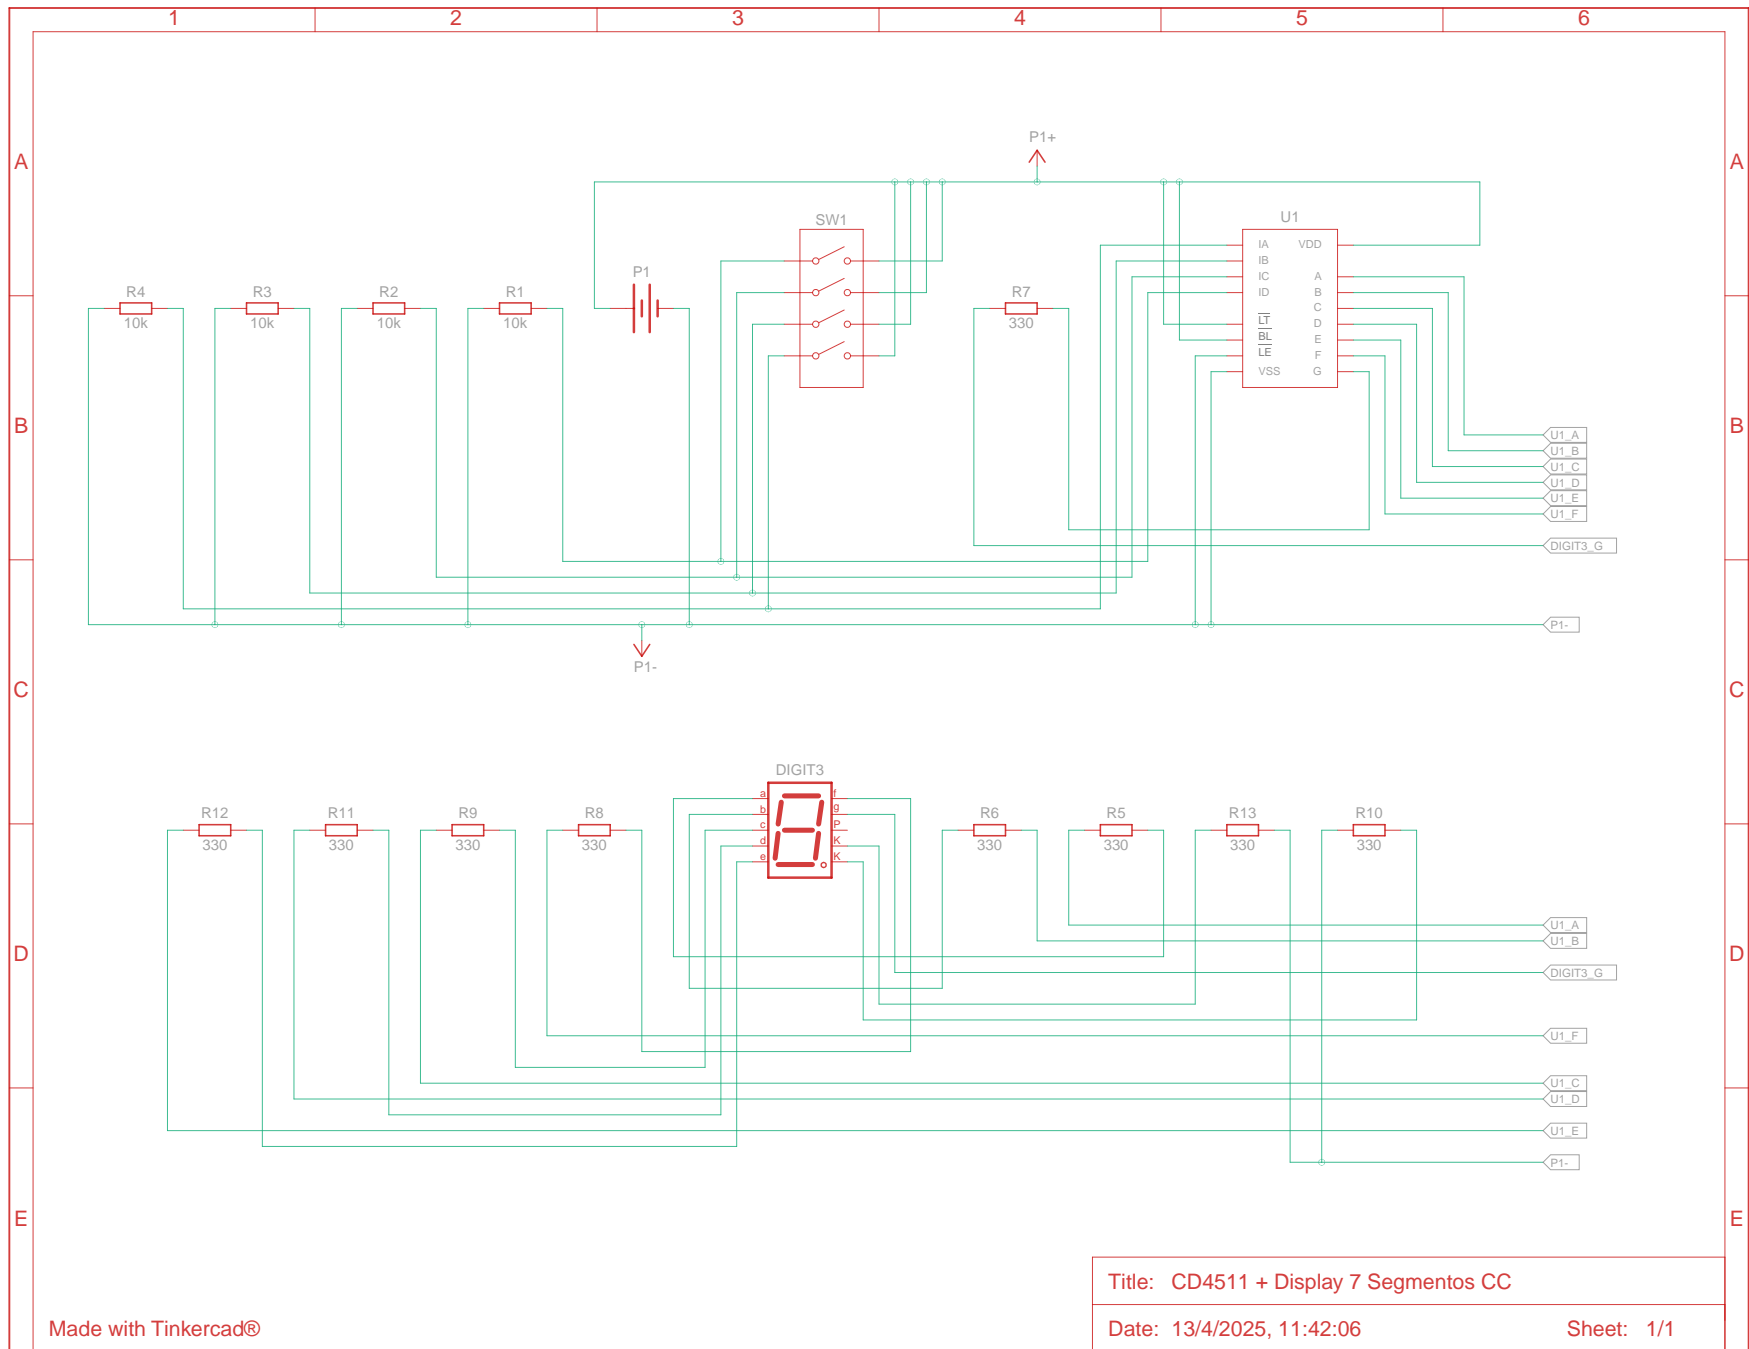 1 2 3 4 5 6
P1+
A A
SW1 U1
IA VDD
IB
IC A
ID B
C
LT D
BL E
LE F
VSS G
P1
R4 R3 R2 R1 R7
10k 10k 10k 10k 330
B B
U1_A
U1_B
U1_C
U1_D
U1_E
U1_F
DIGIT3_G
P1-
P1-
C C
DIGIT3
a f
b g
c P
d K
e K
R12 R11 R9 R8 R6 R5 R13 R10
330 330 330 330 330 330 330 330
U1_A
U1_B
D D
DIGIT3_G
U1_F
U1_C
U1_D
U1_E
P1-
E E
Title: CD4511 + Display 7 Segmentos CC
Made with Tinkercad® Date: 13/4/2025, 11:42:06 Sheet: 1/1